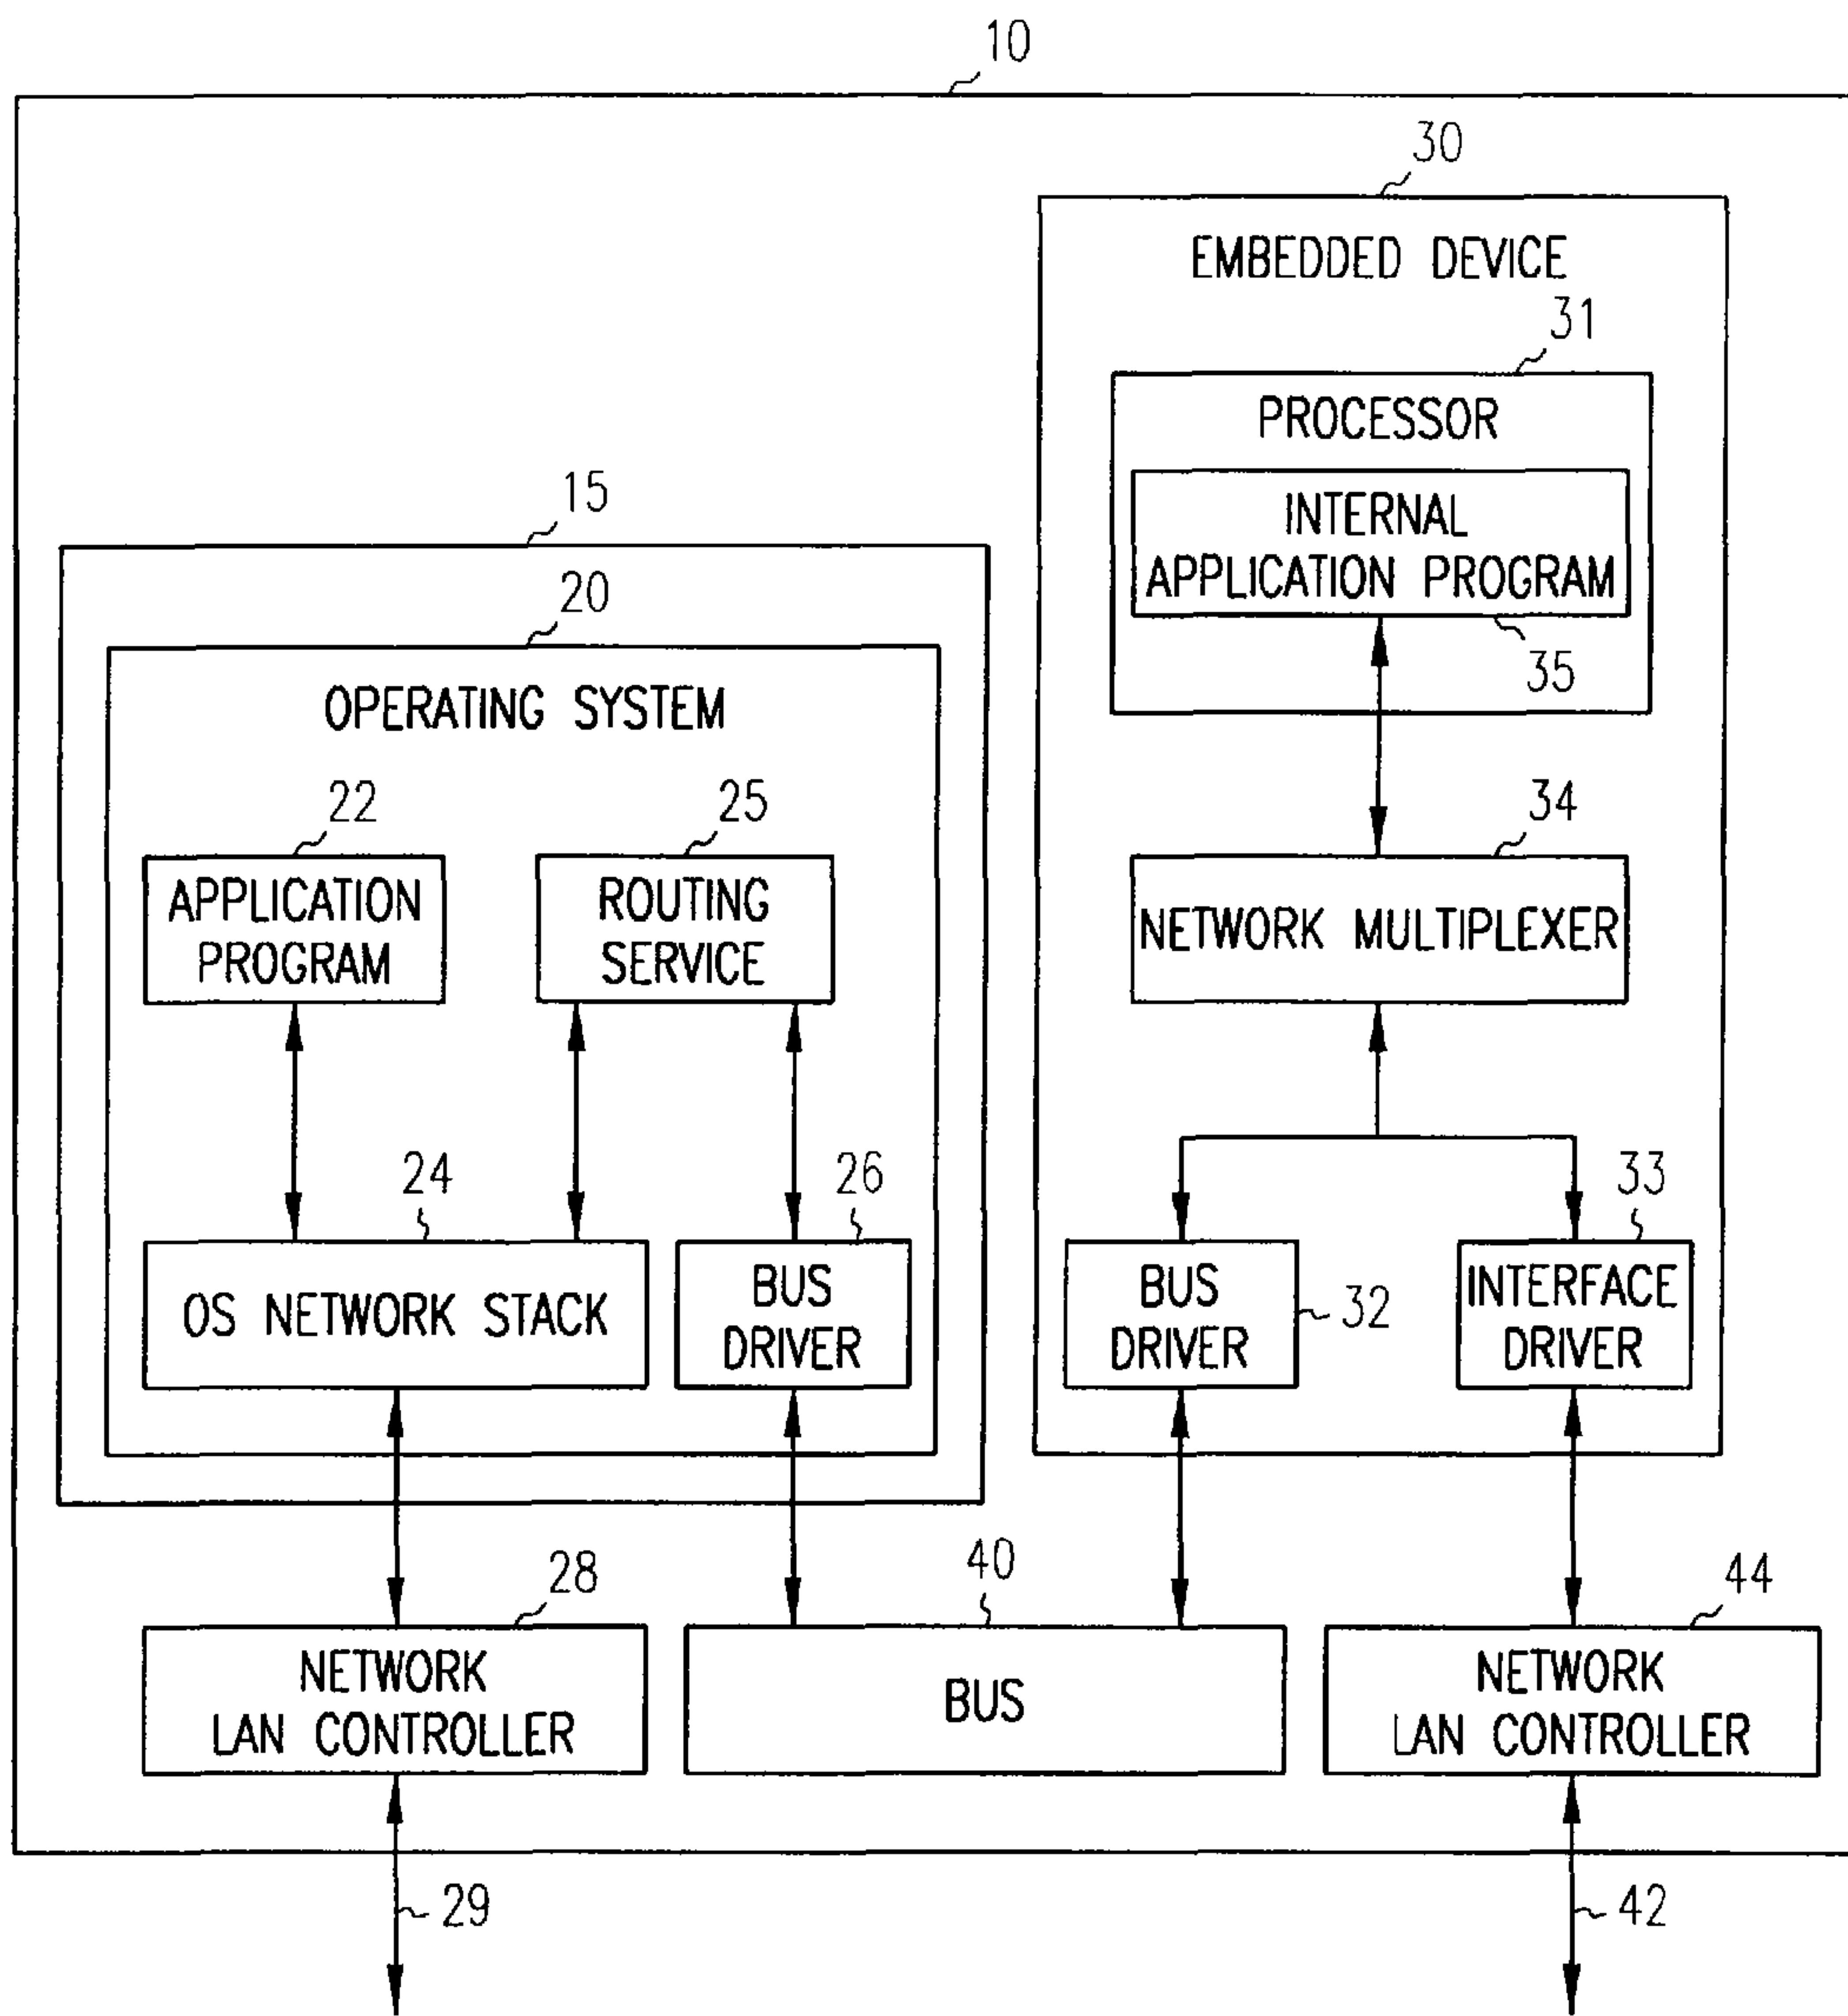 10
30
EMBEDDED DEVICE
31
PROCESSOR
INTERNAL
APPLICATION PROGRAM
35
15
20
OPERATING SYSTEM
22
25
34
APPLICATION
PROGRAM
ROUTING
SERVICE
NETWORK MULTIPLEXER
24
26
33
OS NETWORK STACK
BUS
DRIVER
BUS
DRIVER
32
INTERFACE
DRIVER
28
40
44
NETWORK
LAN CONTROLLER
BUS
NETWORK
LAN CONTROLLER
29
42